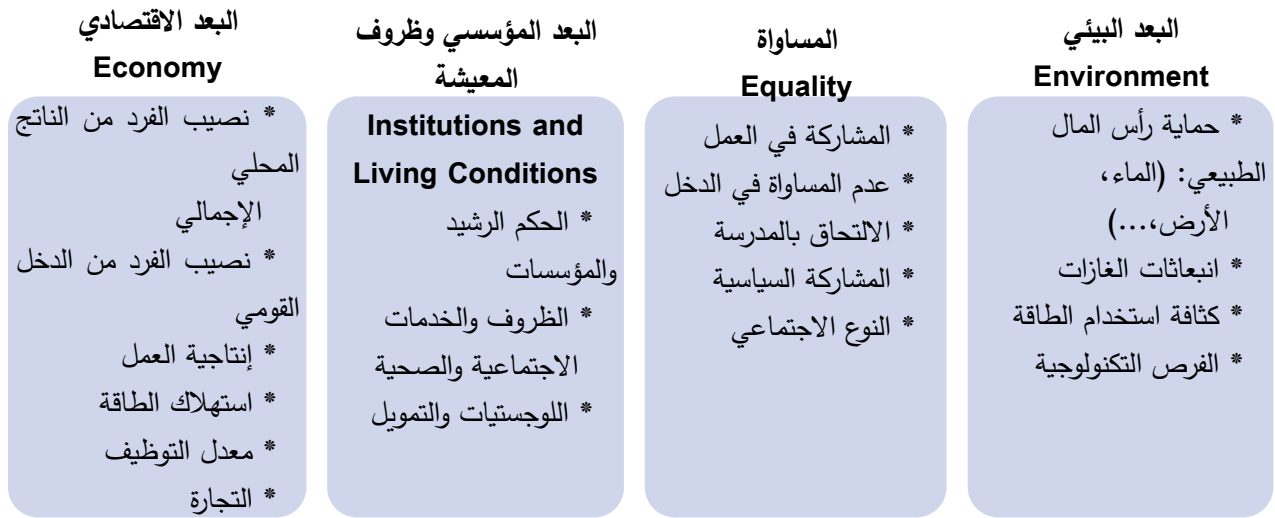 البعد البيئي
Environment
* حماية رأس المال
الطبيعي: (الماء،
الأرض،...)
* انبعاثات الغازات
* كثافة استخدام الطاقة
* الفرص التكنولوجية
المساواة
Equality
* المشاركة في العمل
* عدم المساواة في الدخل
* الالتحاق بالمدرسة
* المشاركة السياسية
* النوع الاجتماعي
البعد المؤسسي وظروف
المعيشة
Institutions and
Living Conditions
* الحكم الرشيد
والمؤسسات
* الظروف والخدمات
الاجتماعية والصحية
* اللوجستيات والتمويل
البعد الاقتصادي
Economy
* نصيب الفرد من الناتج
المحلي
الإجمالي
* نصيب الفرد من الدخل
القومي
* إنتاجية العمل
* استهلاك الطاقة
* معدل التوظيف
* التجارة